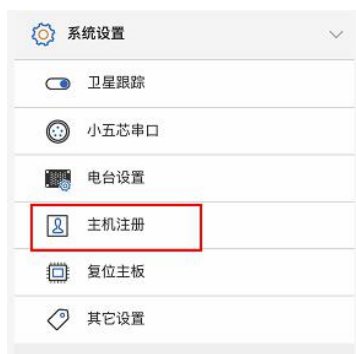 系统设置
卫星跟踪
小五芯串口
电台设置
主机注册
复位主板
其它设置